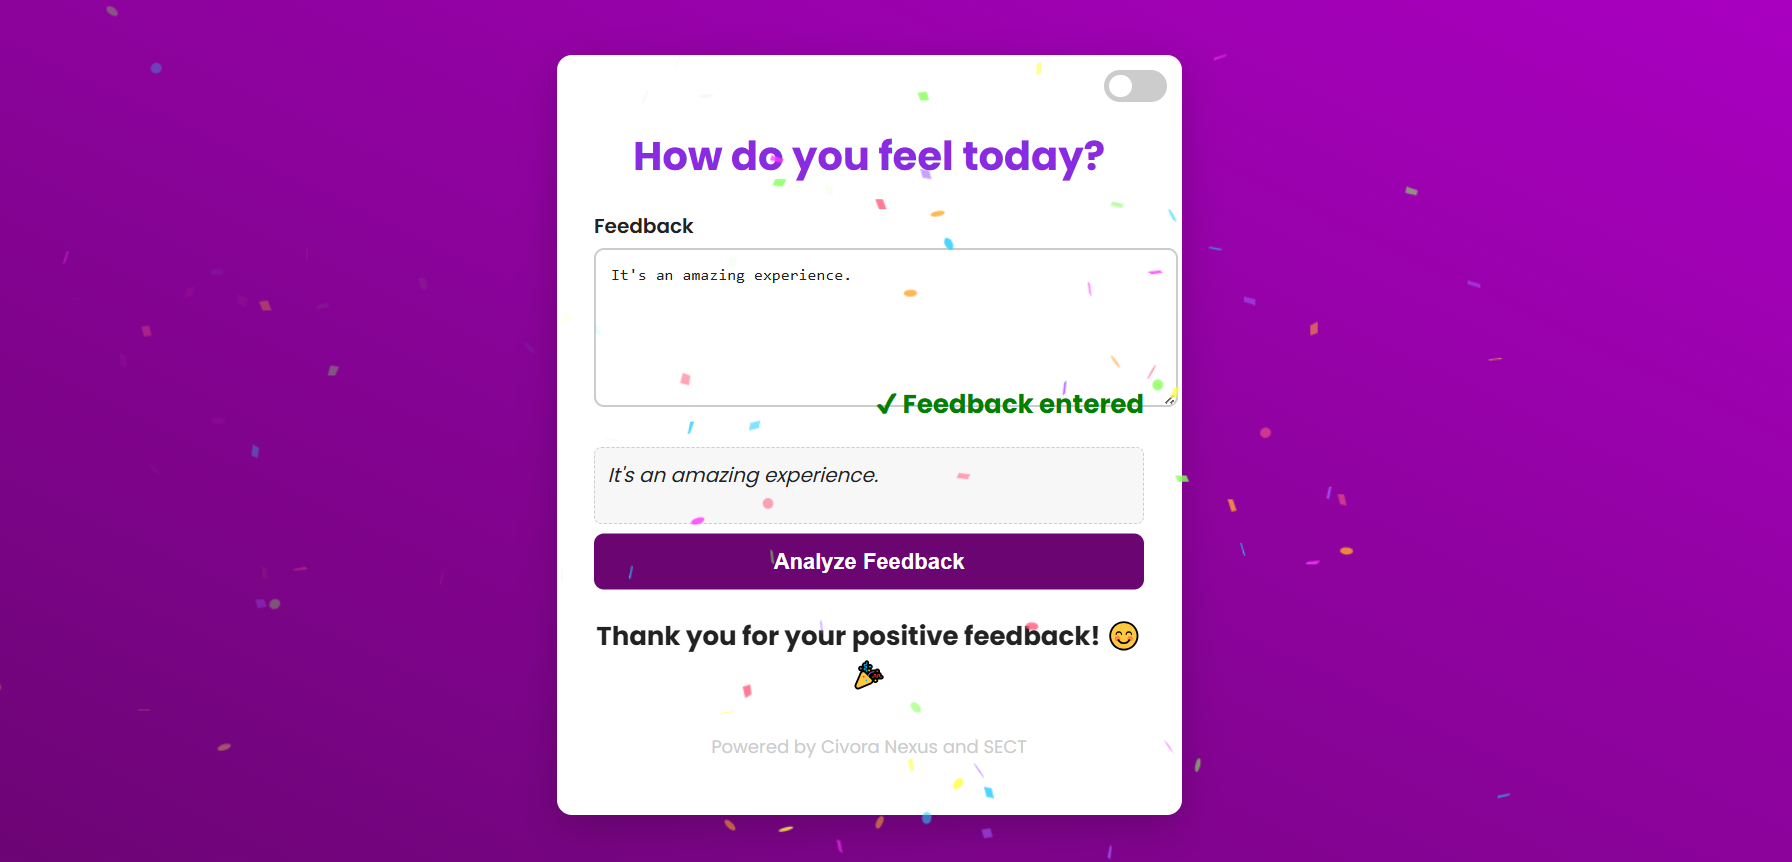 How do you feel today?
Feedback
It's an amazing experience.
✓ Feedback entered
It's an amazing experience.
Analyze Feedback
Thank you for your positive feedback! 😊
🎉
Powered by Civora Nexus and SECT